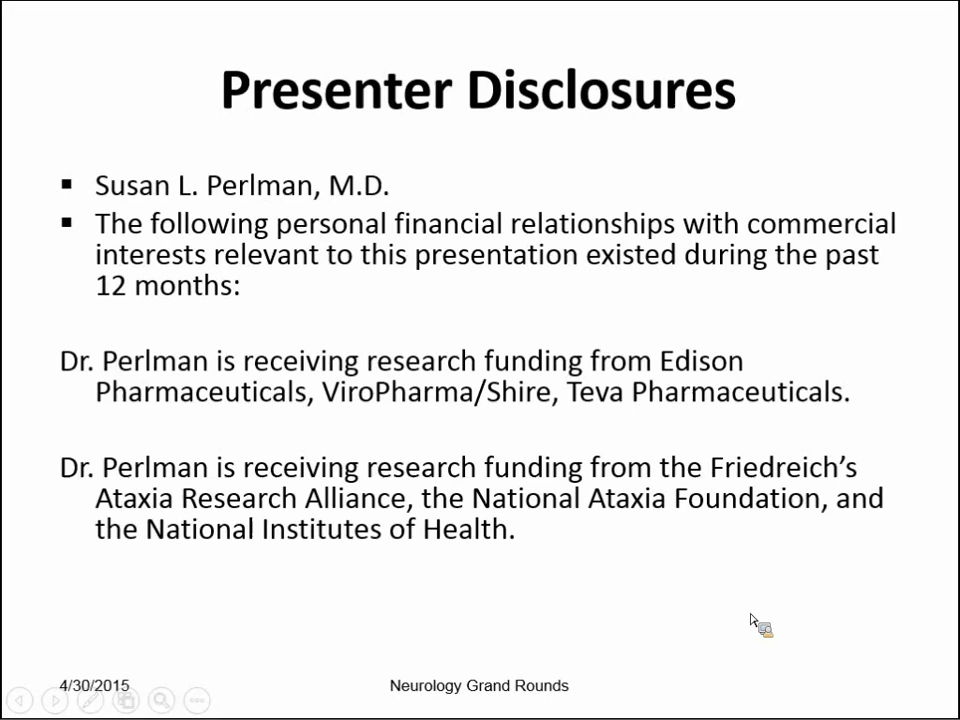 Presenter Disclosures
▪ Susan L. Perlman, M.D.
▪ The following personal financial relationships with commercial
interests relevant to this presentation existed during the past
12 months:
Dr. Perlman is receiving research funding from Edison
Pharmaceuticals, ViroPharma/Shire, Teva Pharmaceuticals.
Dr. Perlman is receiving research funding from the Friedreich’s
Ataxia Research Alliance, the National Ataxia Foundation, and
the National Institutes of Health.
4/30/2015
Neurology Grand Rounds